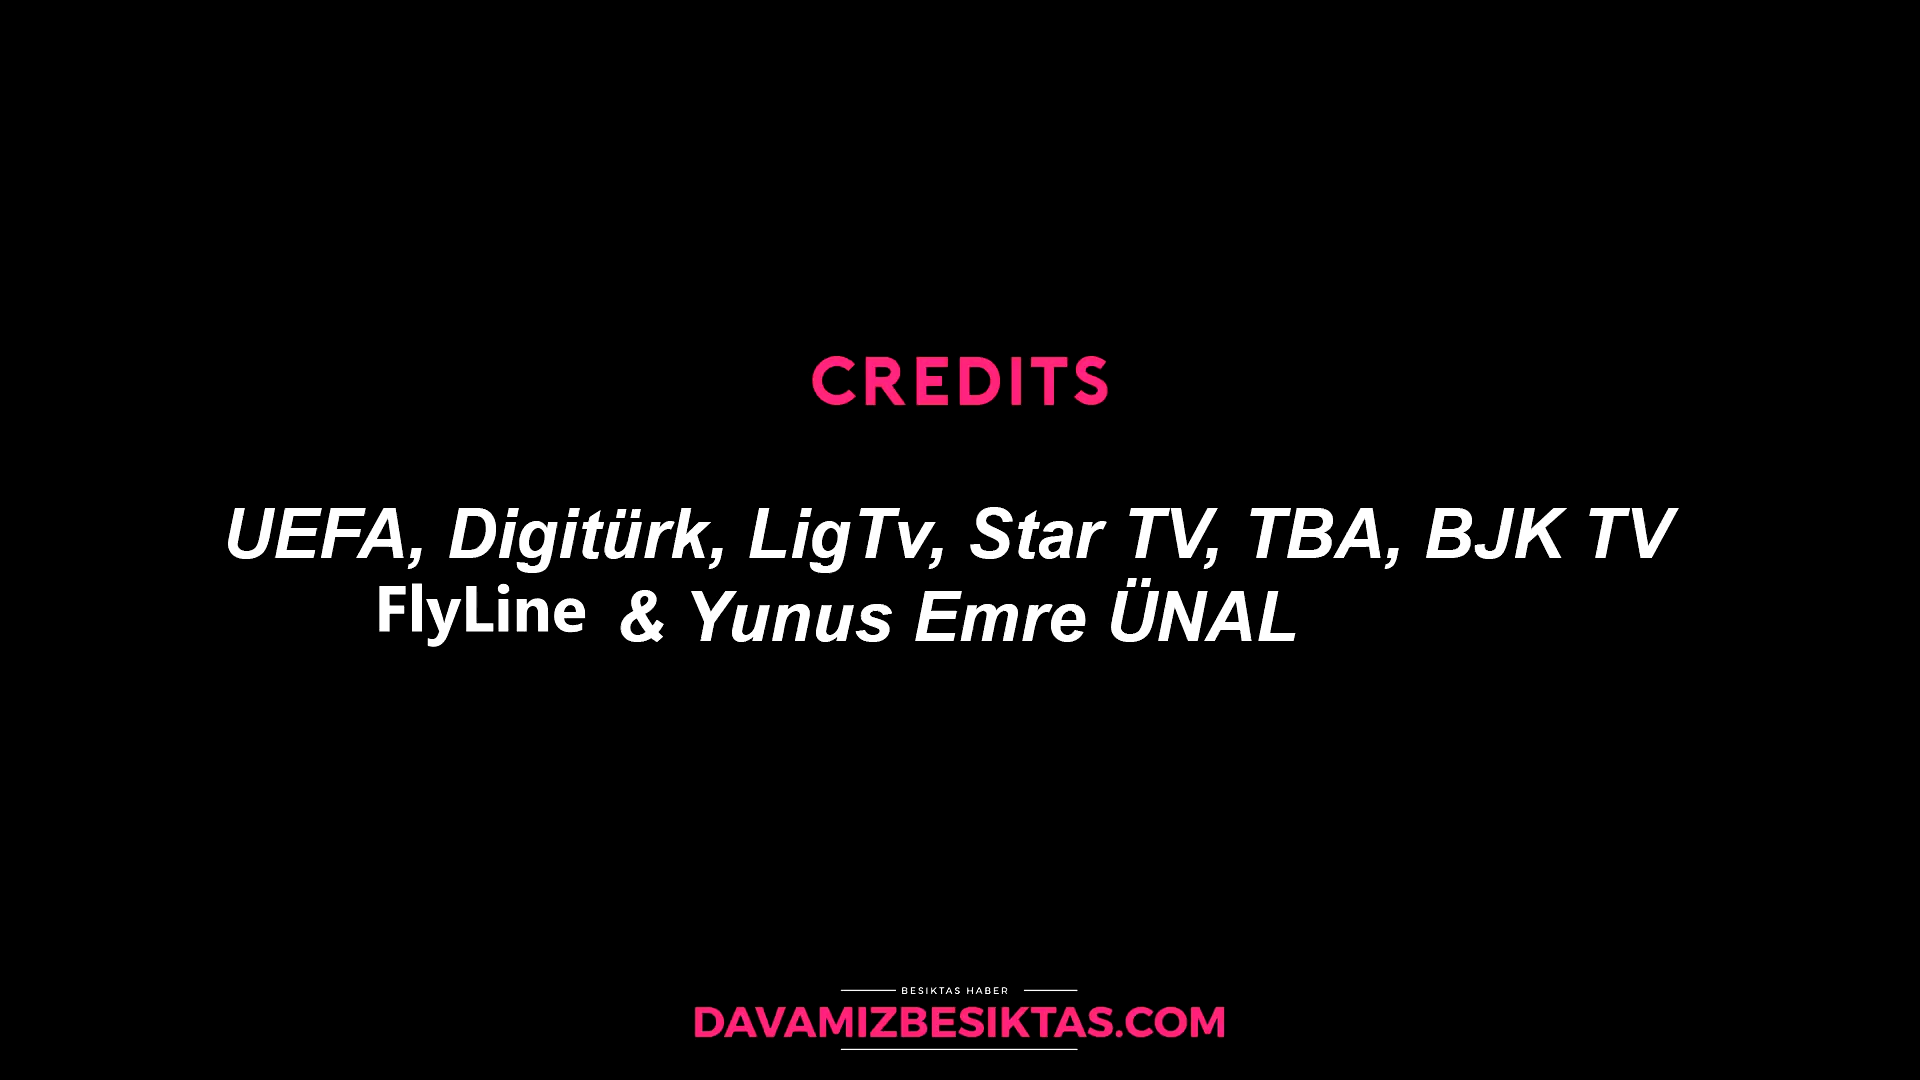 CREDITS
UEFA, Digitürk, LigTv, Star TV, TBA, BJK TV
FlyLine & Yunus Emre ÜNAL
BESIKTAS HABER
DAVAMIZBESIKTAS.COM